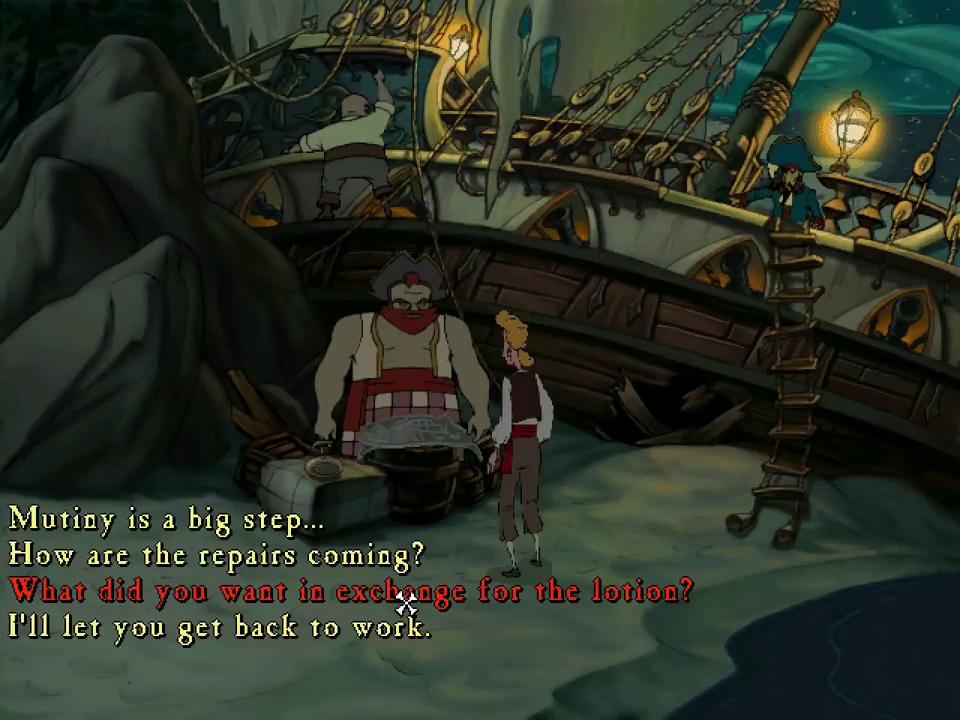 Mutiny is a big step...
How are the repairs coming?
What did you want in exchange for the lotion?
I'll let you get back to work.